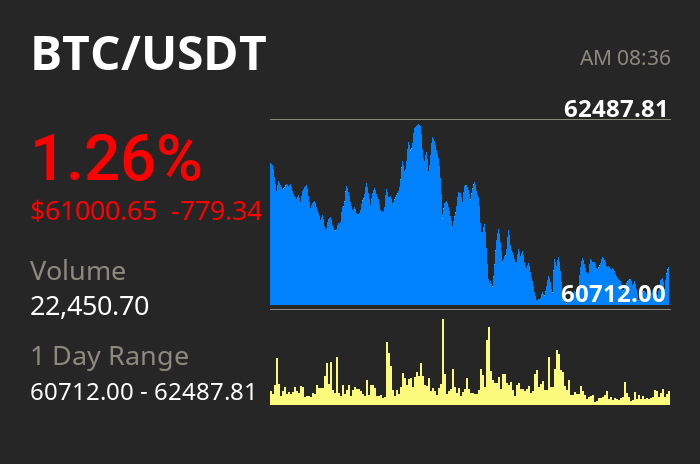 BTC/USDT
AM 08:36
62487.81
1.26%
$61000.65 -779.34
Volume
22,450.70
60712.00
1 Day Range
60712.00 - 62487.81